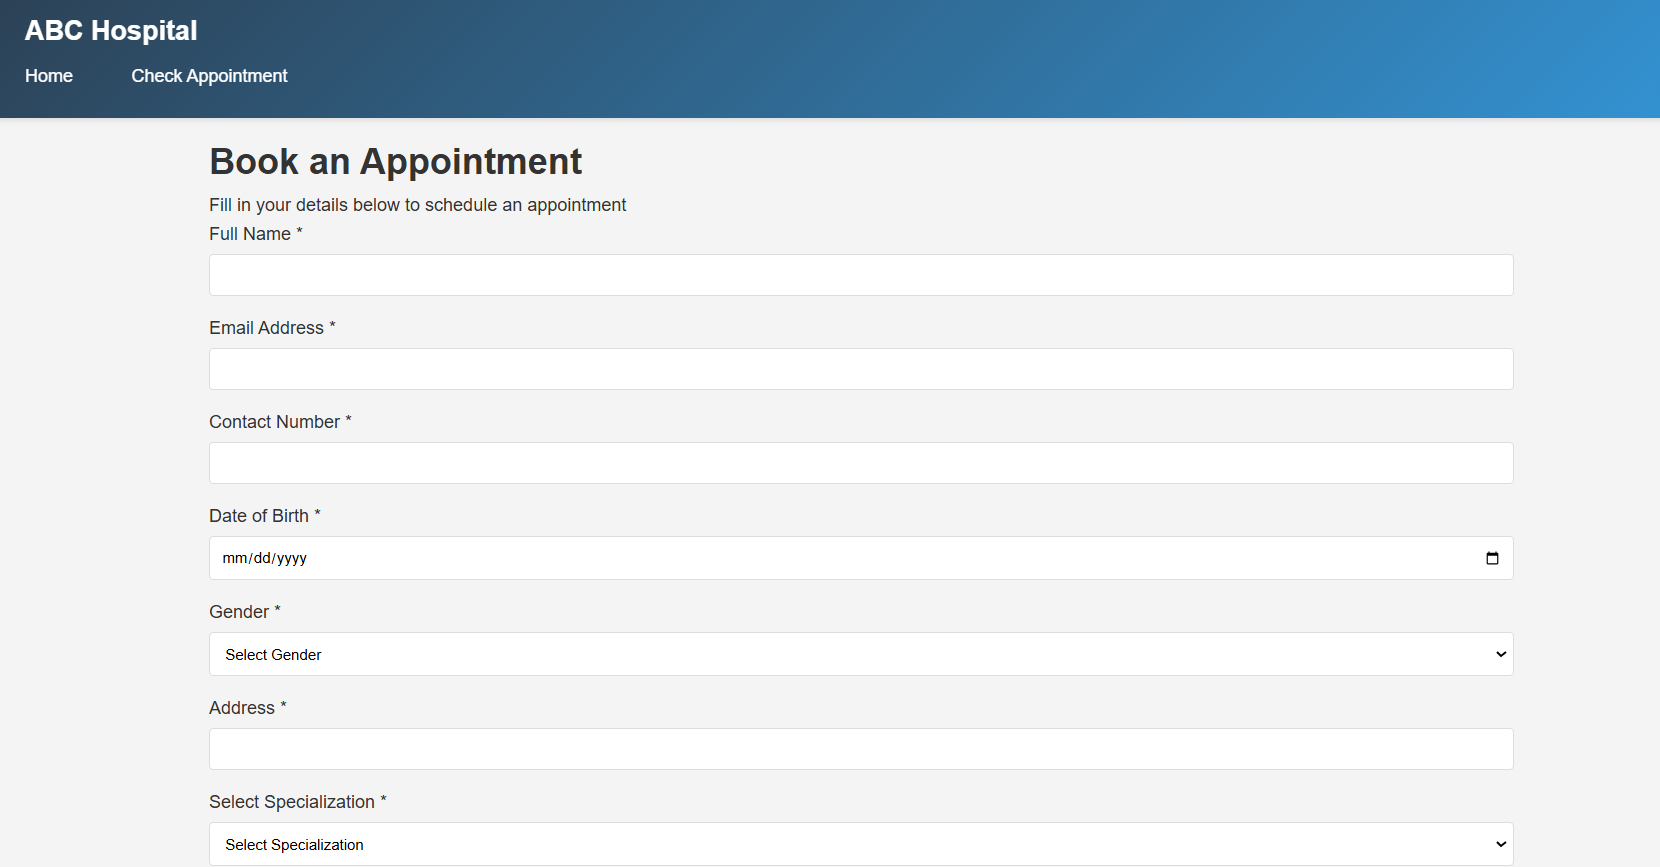 ABC Hospital
Home Check Appointment
Book an Appointment
Fill in your details below to schedule an appointment
Full Name *
Email Address *
Contact Number *
Date of Birth *
mm/dd/yyyy
Gender *
Select Gender
Address *
Select Specialization *
Select Specialization